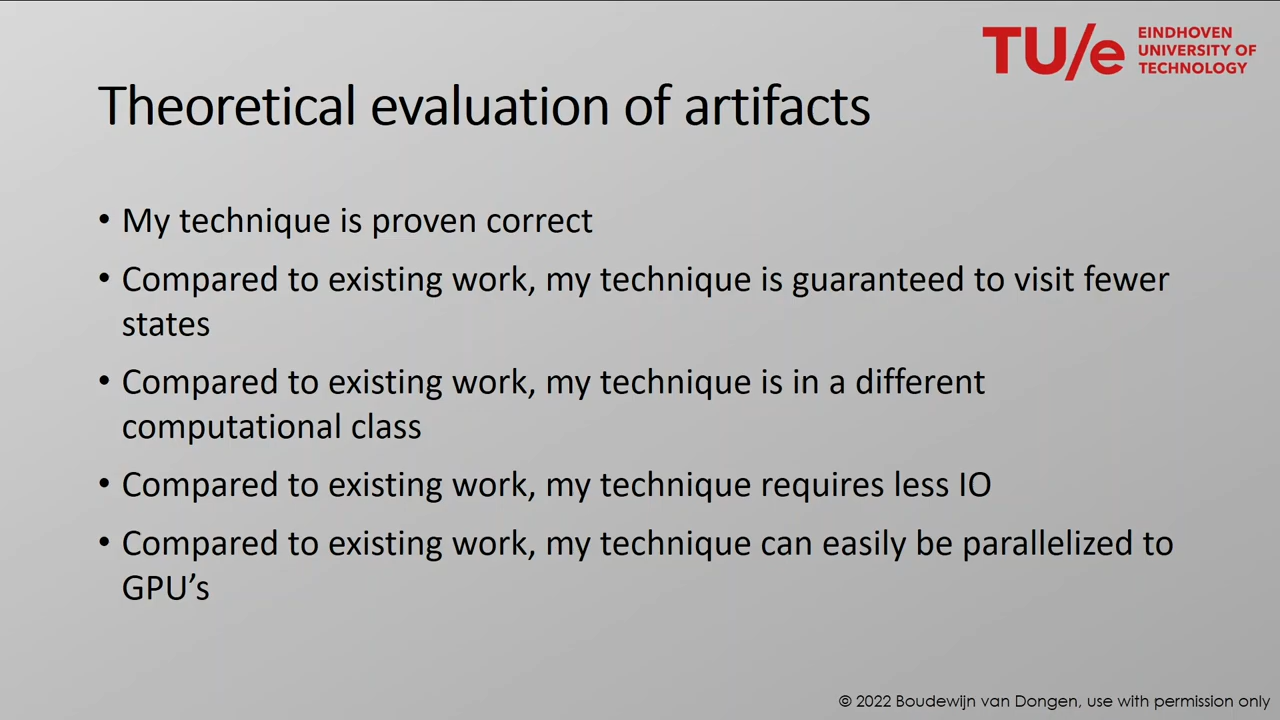 TU/e EINDHOVEN
UNIVERSITY OF
TECHNOLOGY
Theoretical evaluation of artifacts
• My technique is proven correct
• Compared to existing work, my technique is guaranteed to visit fewer
states
• Compared to existing work, my technique is in a different
computational class
• Compared to existing work, my technique requires less IO
• Compared to existing work, my technique can easily be parallelized to
GPU’s
© 2022 Boudewijn van Dongen, use with permission only